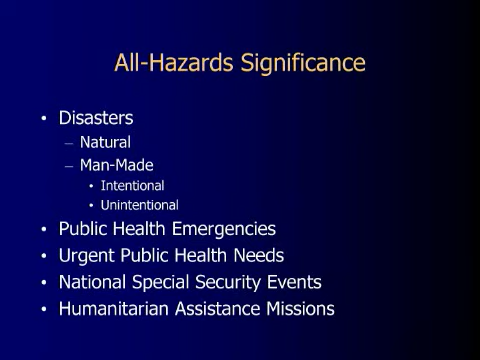 All-Hazards Significance
• Disasters
– Natural
– Man-Made
• Intentional
• Unintentional
• Public Health Emergencies
• Urgent Public Health Needs
• National Special Security Events
• Humanitarian Assistance Missions